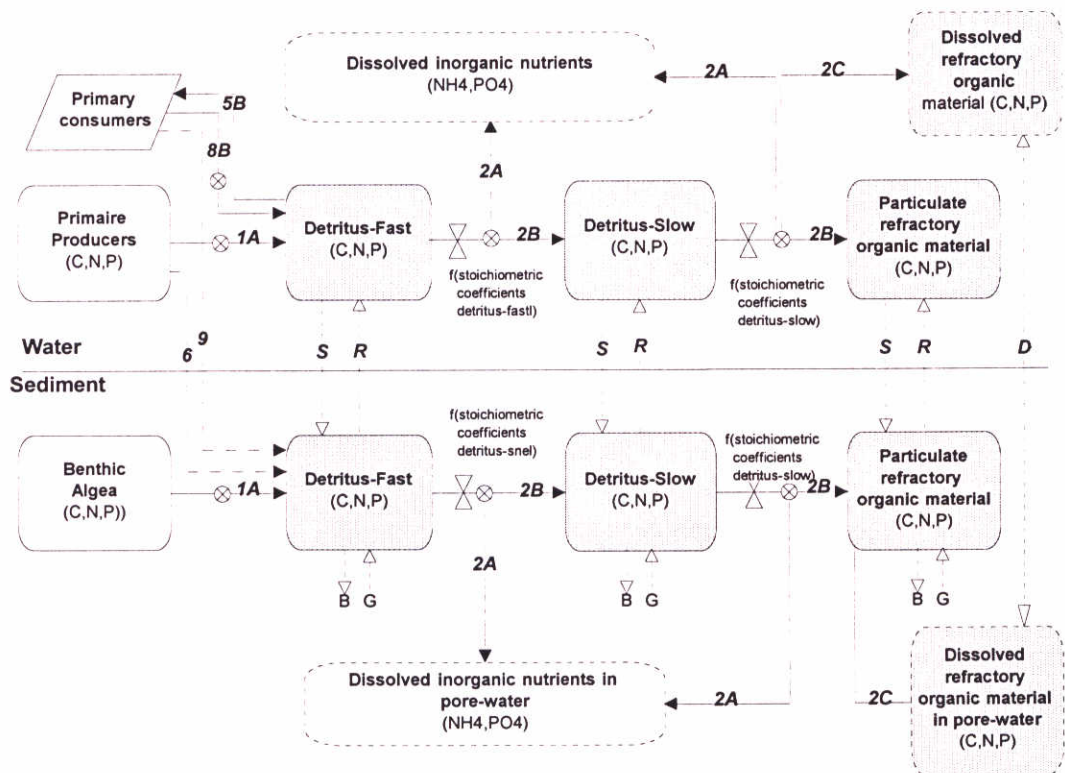 Dissolved inorganic nutrients
(NH4,PO4)
Dissolved
refractory
organic
material (C,N,P)
2A
2C
Primary
consumers
5B
8B
2A
Primaire
Producers
(C,N,P)
1A
Detritus-Fast
(C,N,P)
2B
Detritus-Slow
(C,N,P)
2B
Particulate
refractory
organic material
(C,N,P)
f(stoichiometric
coefficients
detritus-fastl)
f(stoichiometric
coefficients
detritus-slow)
Water
6
9
S
R
S
R
S
R
D
Sediment
f(stoichiometric
coefficients
detritus-snel)
f(stoichiometric
coefficients
detritus-slow)
Benthic
Algea
(C,N,P))
1A
Detritus-Fast
(C,N,P)
2B
Detritus-Slow
(C,N,P)
2B
Particulate
refractory
organic material
(C,N,P)
2A
B
G
B
G
B
G
Dissolved inorganic nutrients in
pore-water
(NH4,PO4)
2A
2C
Dissolved
refractory
organic material
in pore-water
(C,N,P)